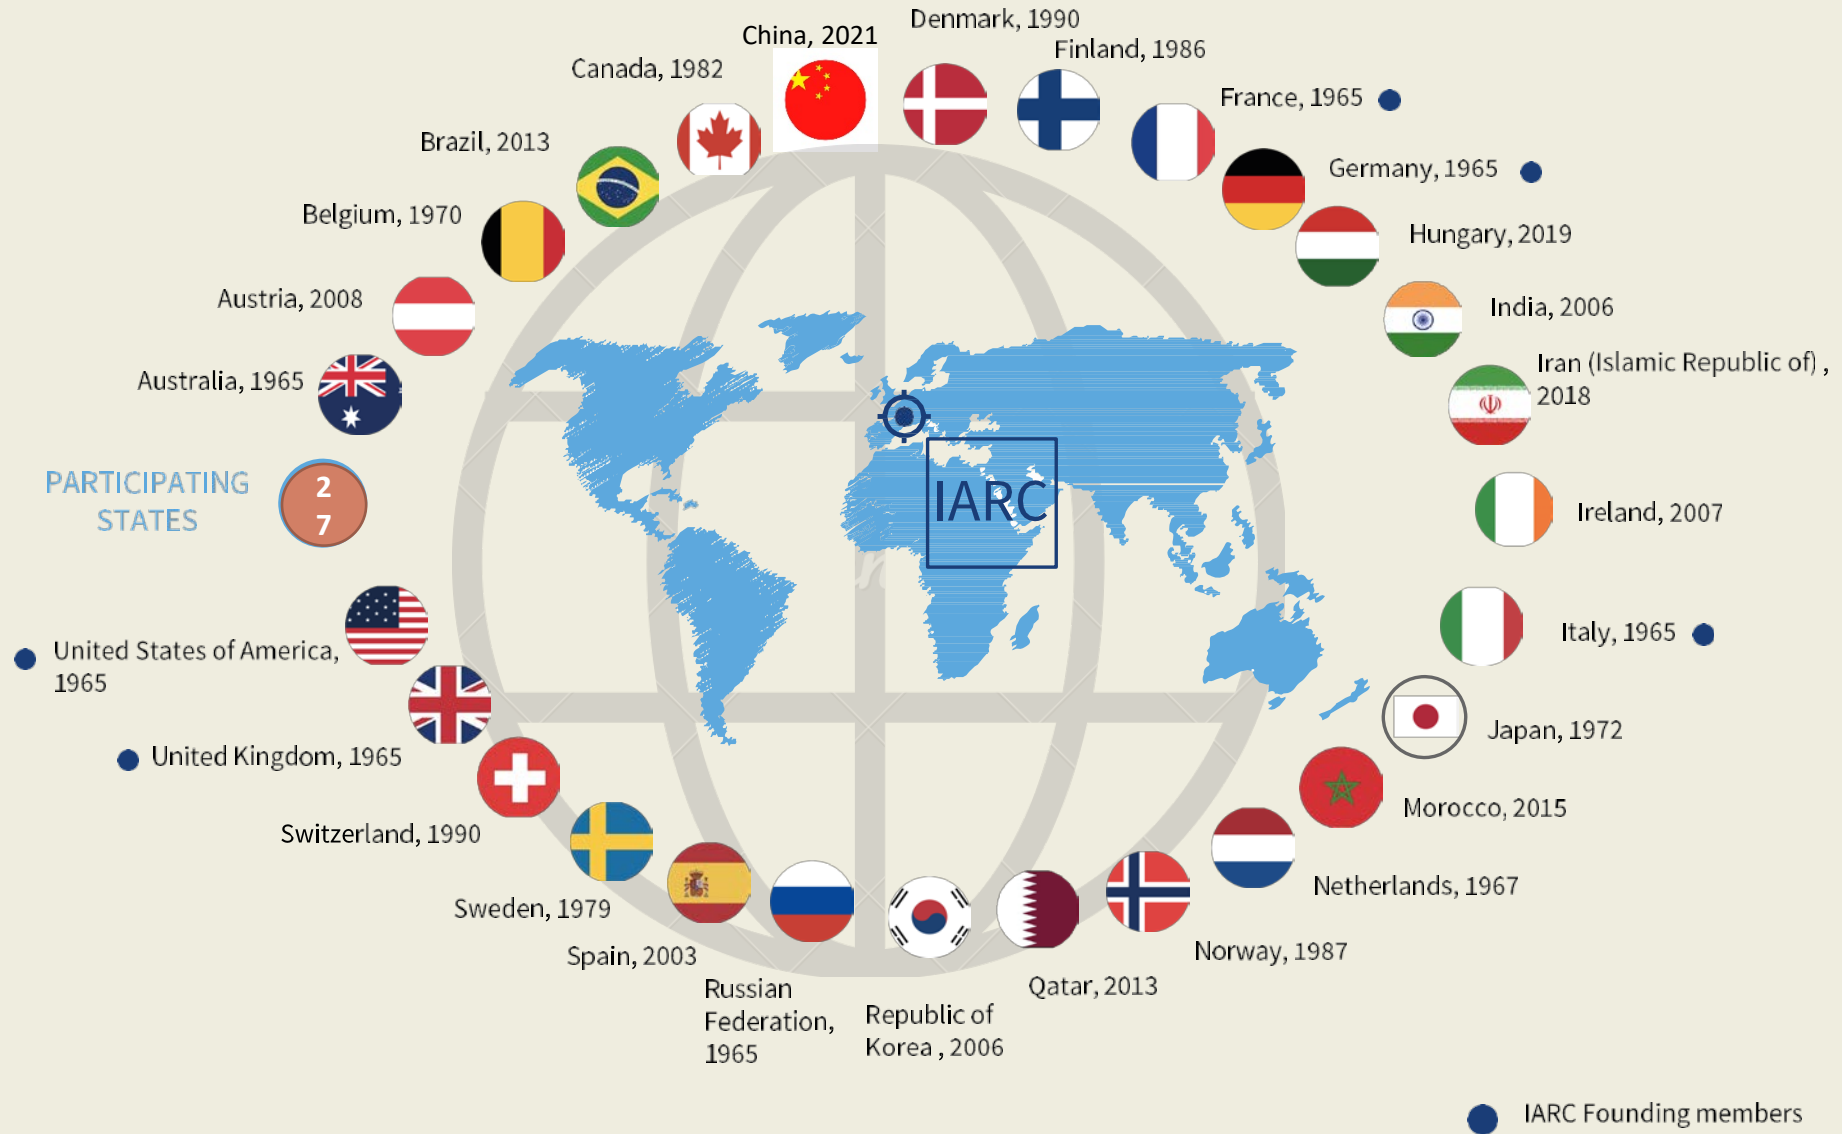 Denmark, 1990
China, 2021
Finland, 1986
Canada, 1982
France, 1965
Brazil, 2013
Germany, 1965
Belgium, 1970
Hungary, 2019
Austria, 2008
India, 2006
Iran (Islamic Republic of) ,
2018
Australia, 1965
PARTICIPATING
STATES
2
7
IARC
Ireland, 2007
Italy, 1965
United States of America,
1965
Japan, 1972
United Kingdom, 1965
Morocco, 2015
Switzerland, 1990
Netherlands, 1967
Sweden, 1979
Norway, 1987
Spain, 2003
Qatar, 2013
Russian
Federation,
1965
Republic of
Korea , 2006
IARC Founding members